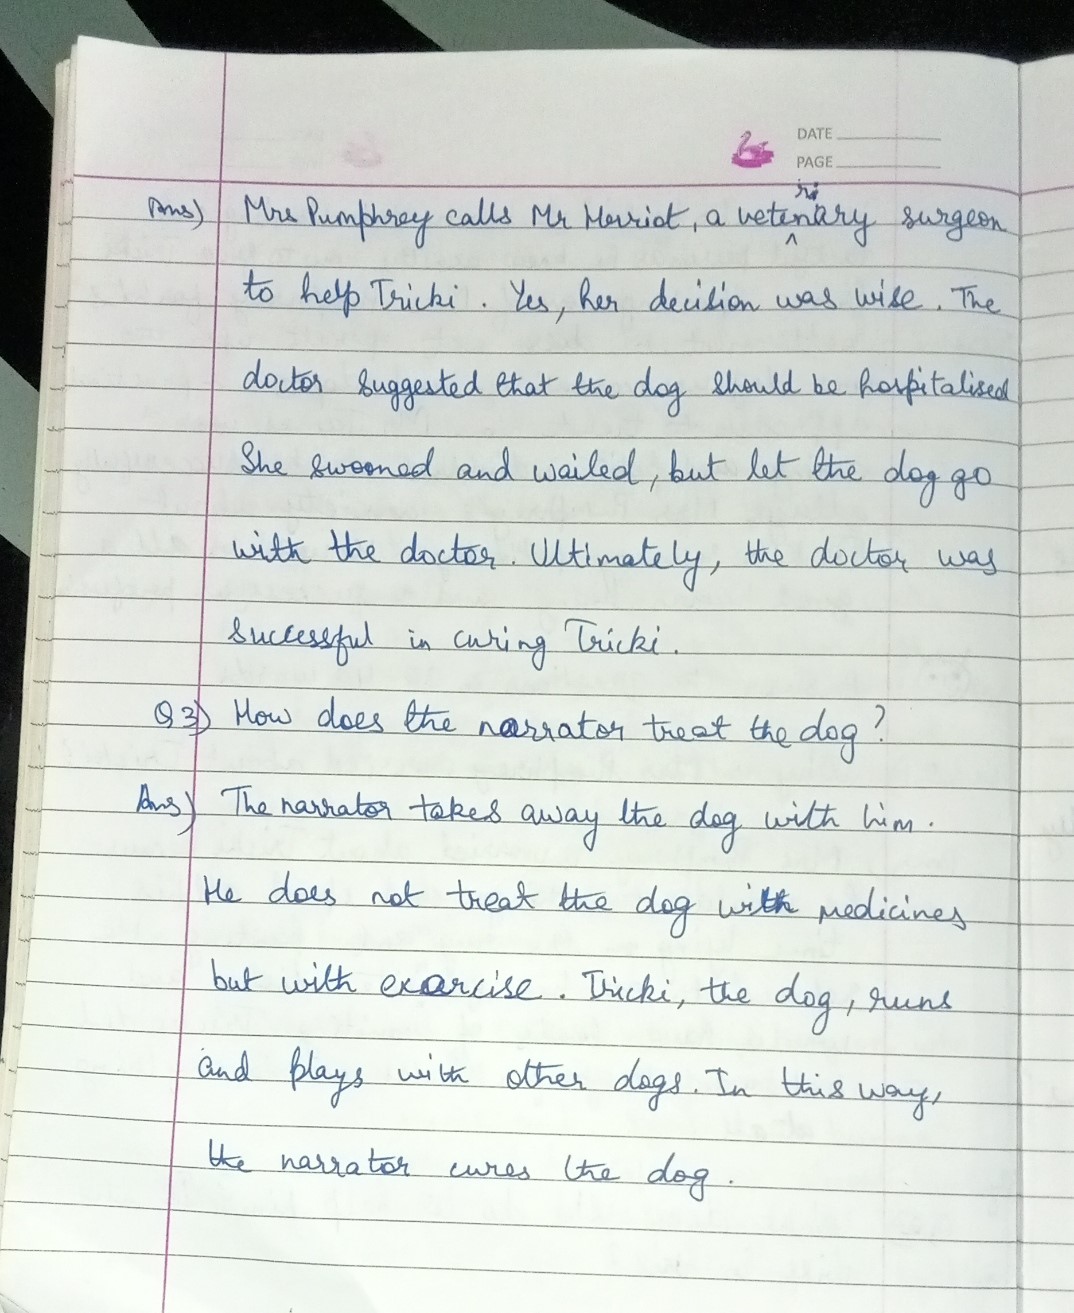 DATE
PAGE
Ans) Mrs Pumphrey calls Mr Herriot, a veterinary surgeon
to help Tricki. Yes, her decision was wise. The
doctor suggested that the dog should be hospitalised
She swooned and wailed, but let the dog go
with the doctor. Ultimately, the doctor was
successful in curing Tricki.
Q3) How does the narrator treat the dog?
Ans) The narrator takes away the dog with him.
He does not treat the dog with medicines
but with exercise. Tricki, the dog, runs
and plays with other dogs. In this way,
the narrator cures the dog.